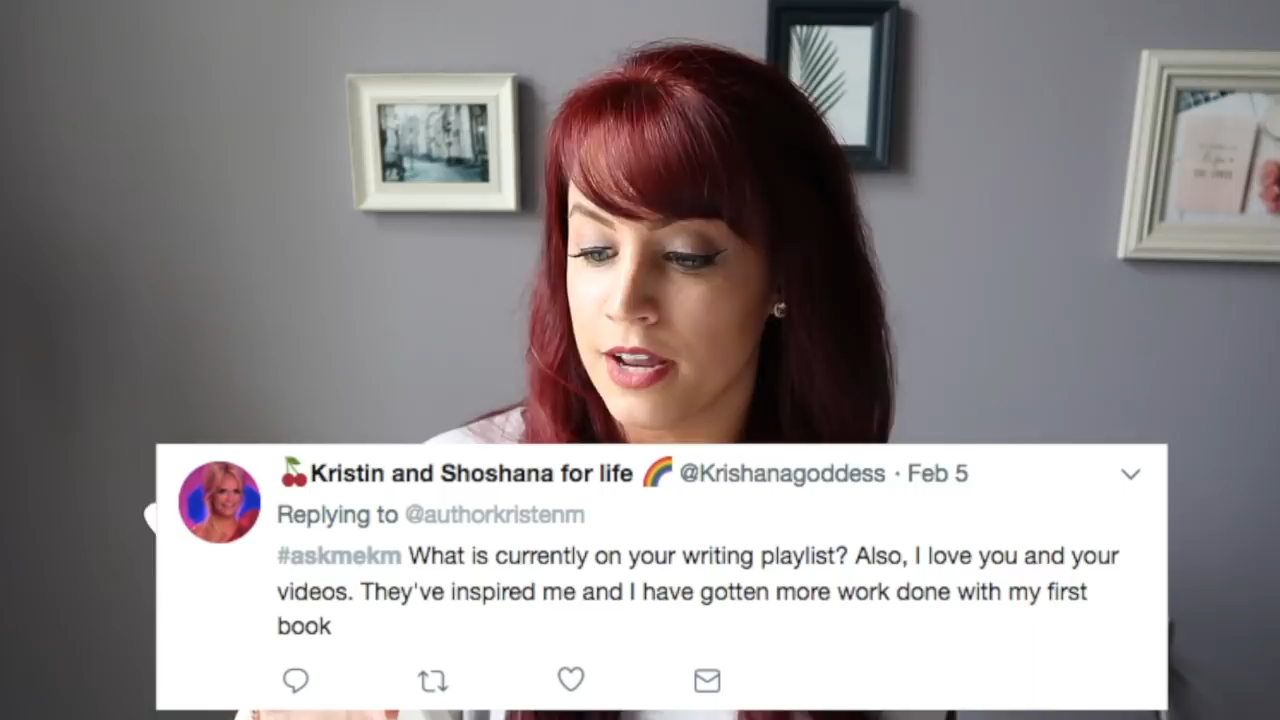 🍒Kristin and Shoshana for life 🌈 @Krishanagoddess · Feb 5
Replying to @authorkristenm
#askmekm What is currently on your writing playlist? Also, I love you and your
videos. They've inspired me and I have gotten more work done with my first
book